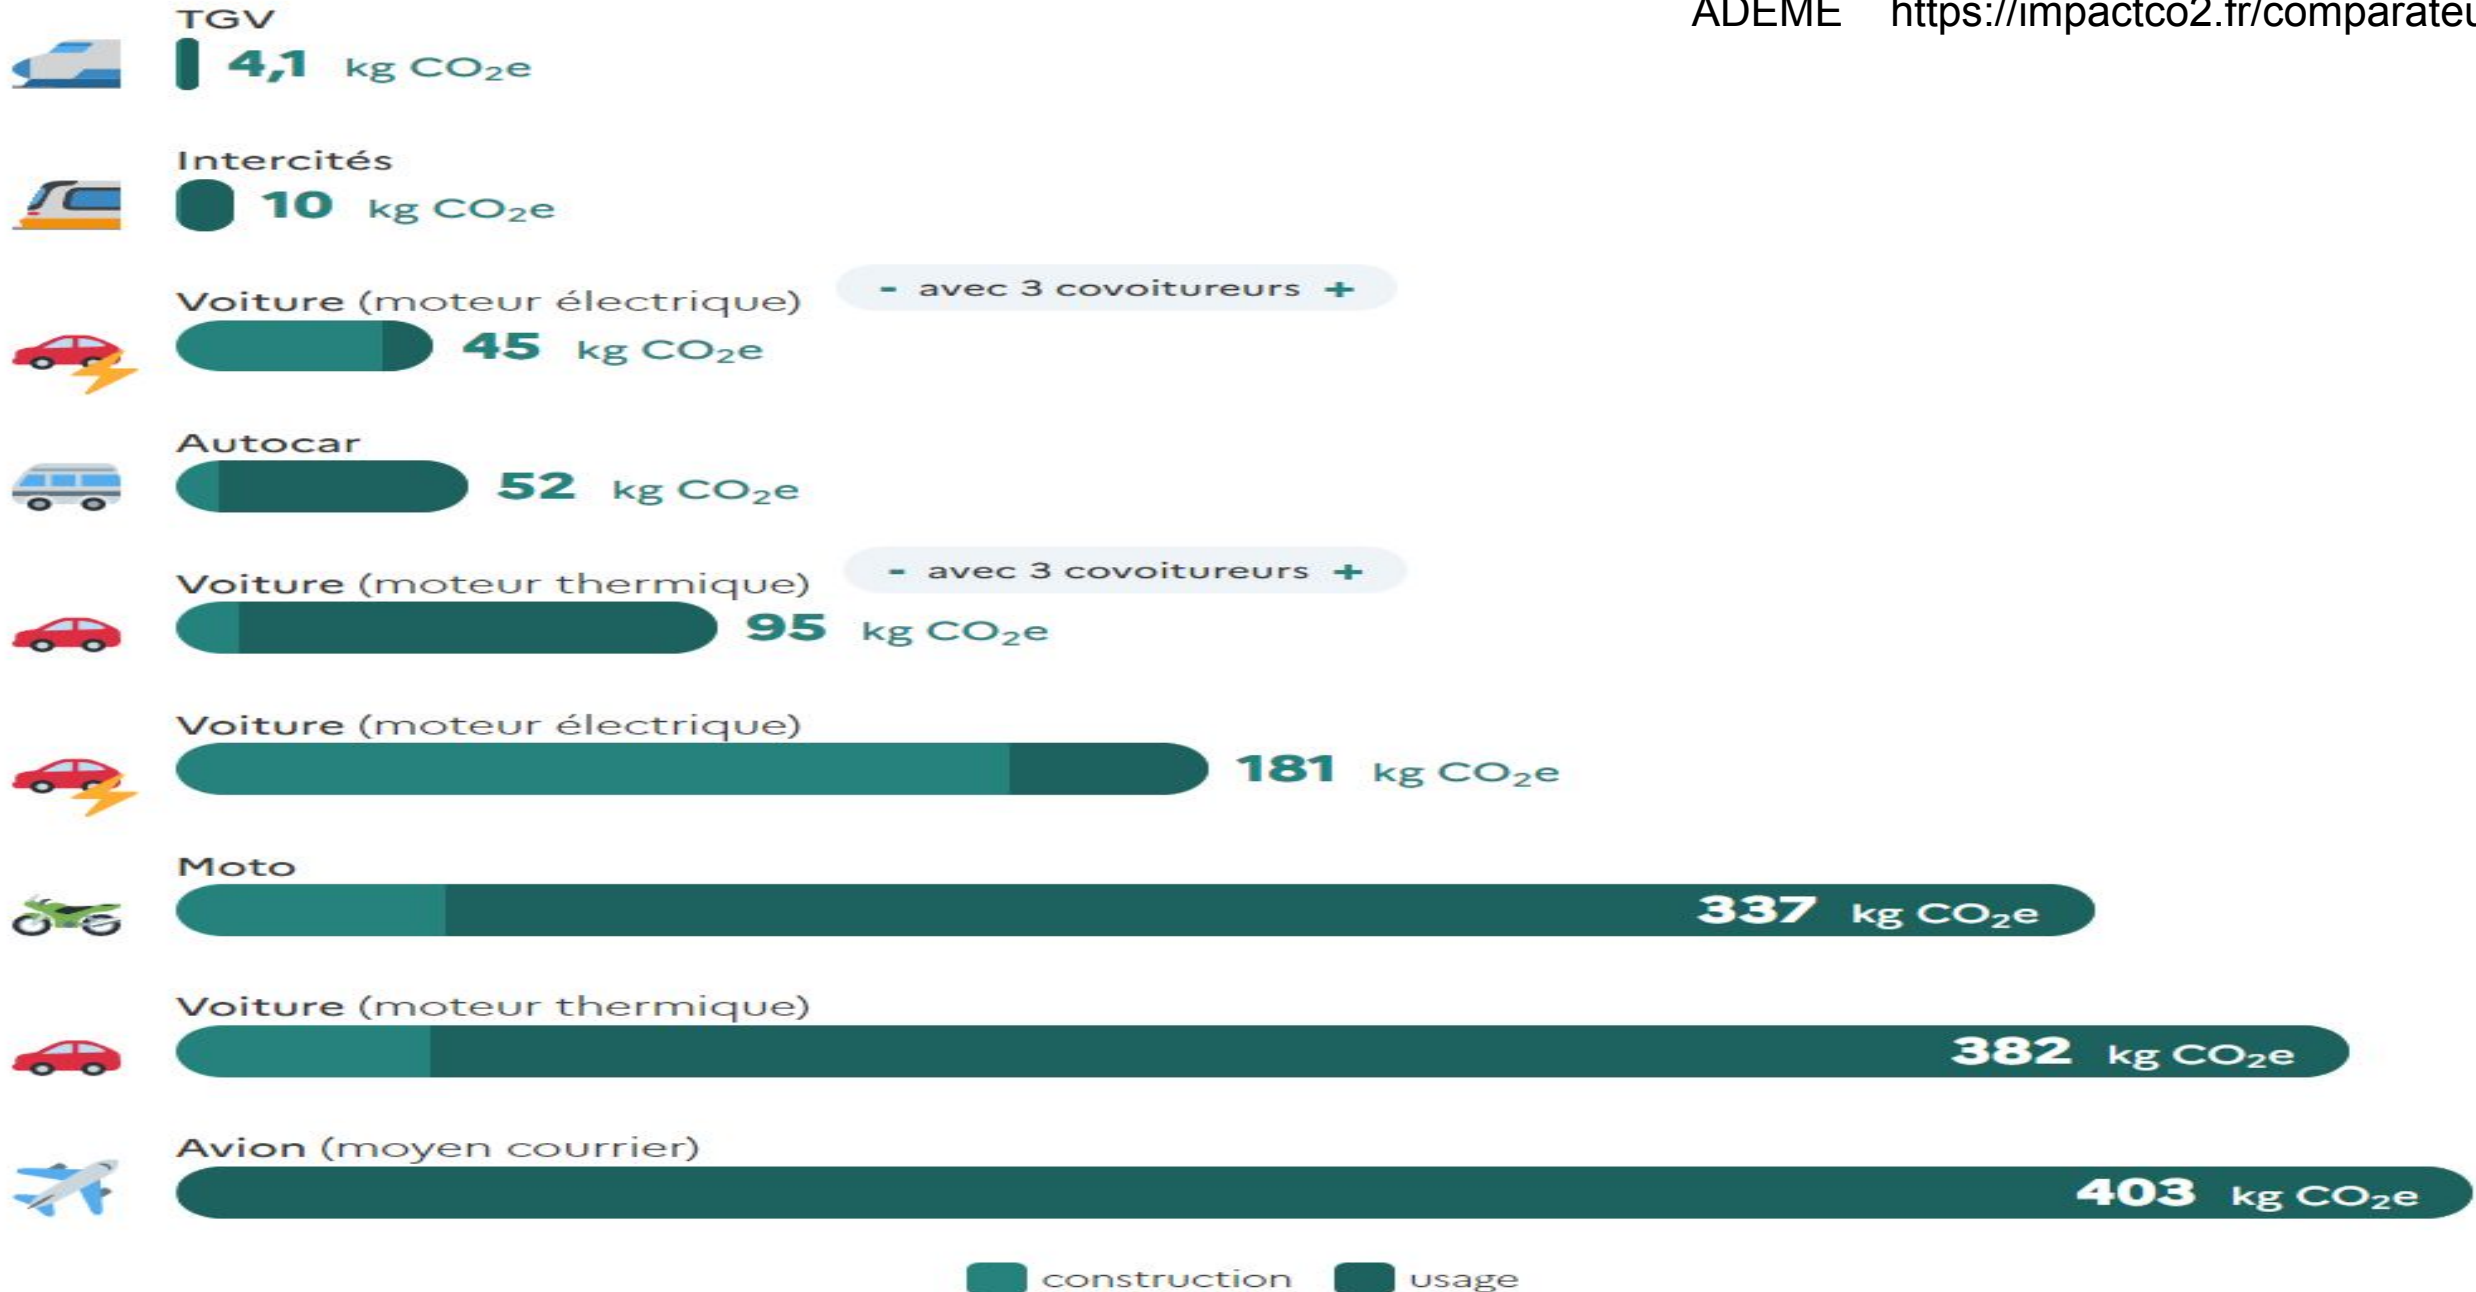 ADEME https://impactco2.fr/comparateu
TGV
4,1 kg CO₂e
Intercités
10 kg CO₂e
Voiture (moteur électrique) - avec 3 covoitureurs +
45 kg CO₂e
Autocar
52 kg CO₂e
Voiture (moteur thermique) - avec 3 covoitureurs +
95 kg CO₂e
Voiture (moteur électrique)
181 kg CO₂e
Moto
337 kg CO₂e
Voiture (moteur thermique)
382 kg CO₂e
Avion (moyen courrier)
403 kg CO₂e
construction usage